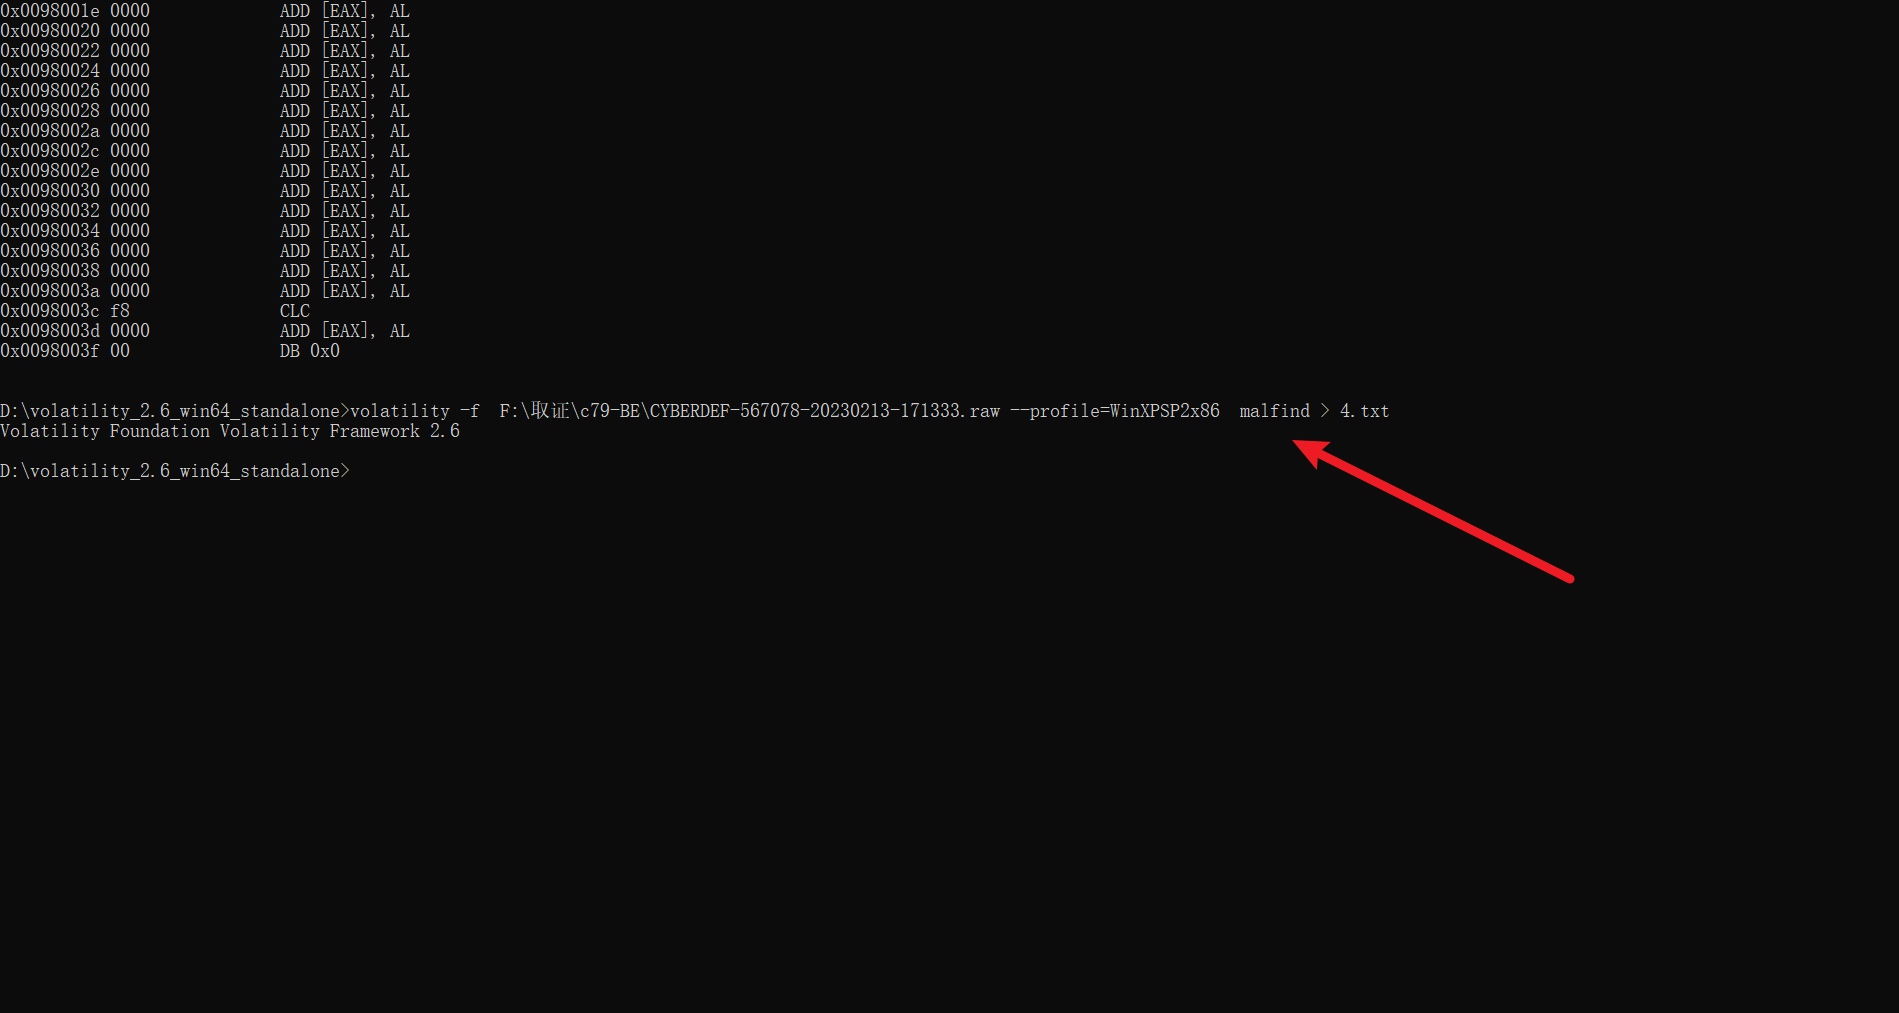 0x0098001e 0000 ADD [EAX], AL
0x00980020 0000 ADD [EAX], AL
0x00980022 0000 ADD [EAX], AL
0x00980024 0000 ADD [EAX], AL
0x00980026 0000 ADD [EAX], AL
0x00980028 0000 ADD [EAX], AL
0x0098002a 0000 ADD [EAX], AL
0x0098002c 0000 ADD [EAX], AL
0x0098002e 0000 ADD [EAX], AL
0x00980030 0000 ADD [EAX], AL
0x00980032 0000 ADD [EAX], AL
0x00980034 0000 ADD [EAX], AL
0x00980036 0000 ADD [EAX], AL
0x00980038 0000 ADD [EAX], AL
0x0098003a 0000 ADD [EAX], AL
0x0098003c f8 CLC
0x0098003d 0000 ADD [EAX], AL
0x0098003f 00 DB 0x0
D:\volatility_2.6_win64_standalone>volatility -f  F:\取证\c79-BE\CYBERDEF-567078-20230213-171333.raw --profile=WinXPSP2x86  malfind > 4.txt
Volatility Foundation Volatility Framework 2.6
D:\volatility_2.6_win64_standalone>